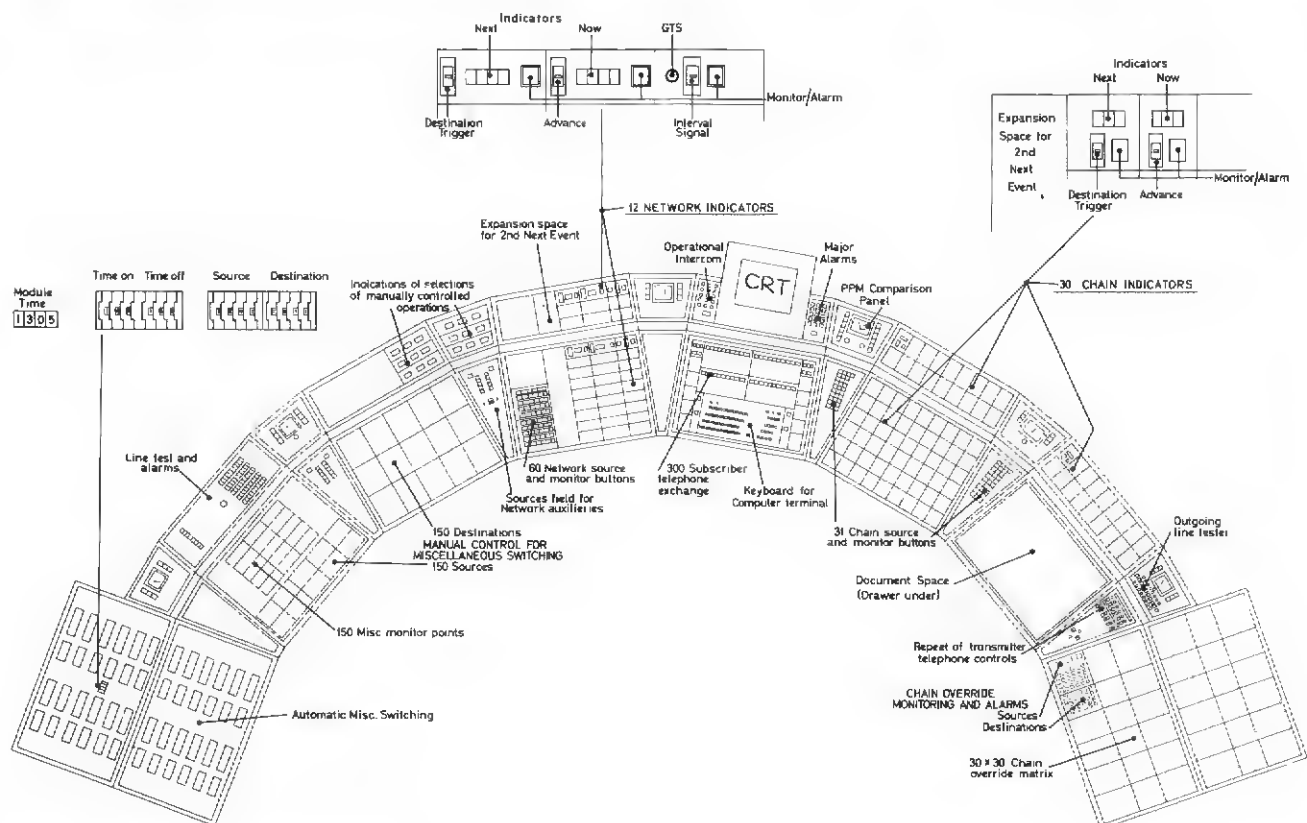 Indicators
Next
Now
GTS
Monitor/Alarm
Destination
Trigger
Advance
Interval
Signal
Indicators
Next
Now
Expansion
Space for
2nd
Next
Event
Monitor/Alarm
Destination
Trigger
Advance
12 NETWORK INDICATORS
Expansion space
for 2nd Next Event
Operational
Intercom
CRT
Major
Alarms
PPM Comparison
Panel
30 CHAIN INDICATORS
Module
Time
1305
Time on
Time off
Source
Destination
Indications of selections
of manually controlled
operations
Line test and alarms
60 Network source
and monitor buttons
Sources field for
Network auxilieries
300 Subscriber
telephone
exchange
Keyboard for
Computer terminal
31 Chain source
and monitor buttons
Outgoing
line tester
150 Destinations
MANUAL CONTROL FOR
MISCELLANEOUS SWITCHING
150 Sources
Document Space
(Drawer under)
150 Misc monitor points
Repeat of transmitter
telephone controls
Automatic Misc. Switching
CHAIN OVERRIDE
MONITORING AND ALARMS
Sources
Destinations
30 × 30 Chain
override matrix